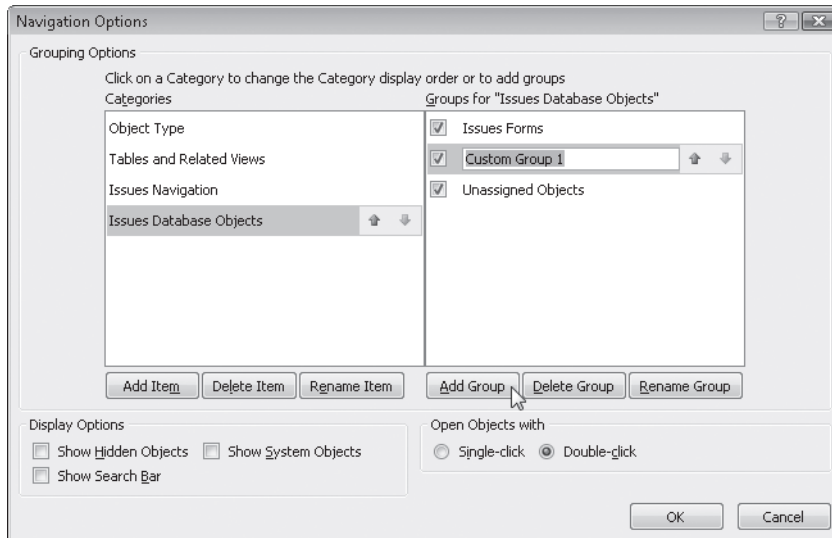 Navigation Options
Grouping Options
Click on a Category to change the Category display order or to add groups
Categories
Groups for "Issues Database Objects"
Object Type
Tables and Related Views
Issues Navigation
Issues Database Objects
Issues Forms
Custom Group 1
Unassigned Objects
Add Item
Delete Item
Rename Item
Add Group
Delete Group
Rename Group
Display Options
Show Hidden Objects
Show System Objects
Show Search Bar
Open Objects with
Single-click
Double-click
OK
Cancel